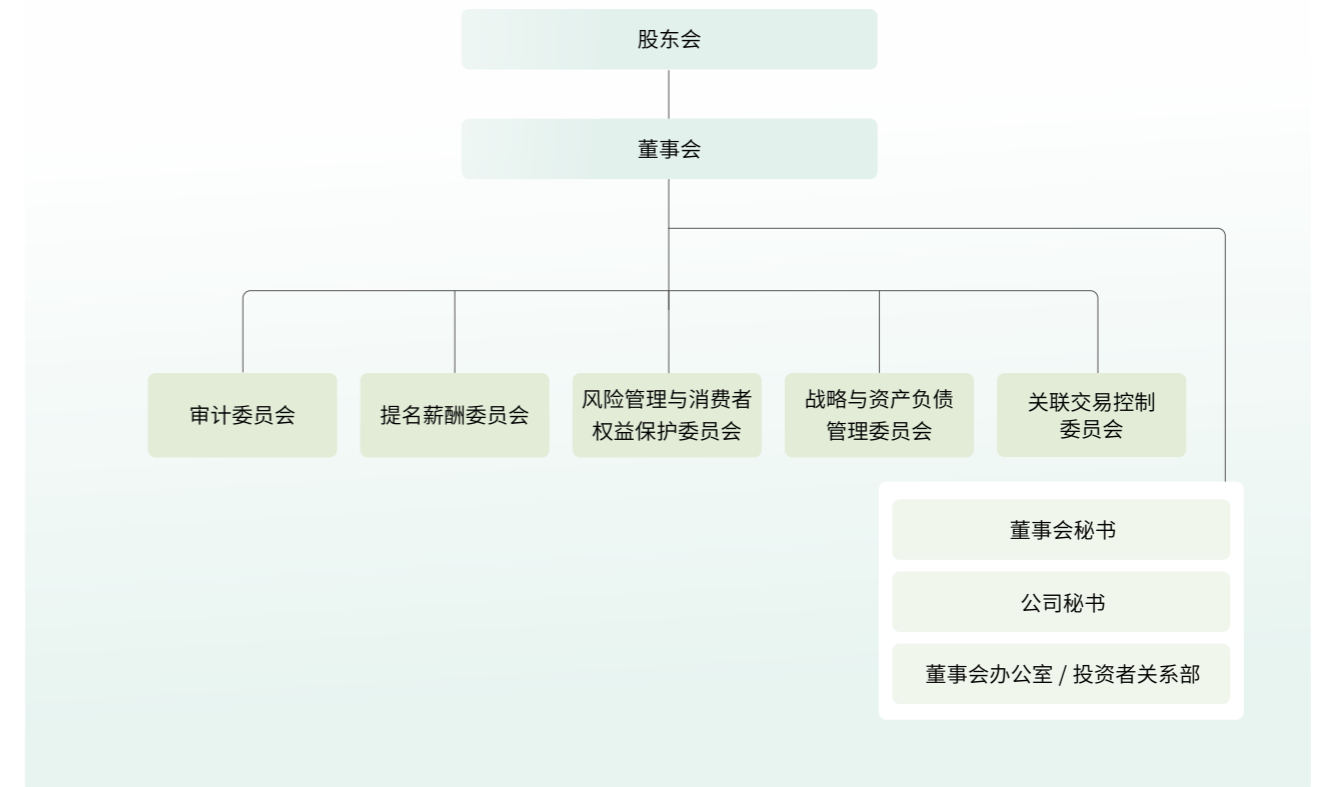 股东会
董事会
审计委员会
提名薪酬委员会
风险管理与消费者
权益保护委员会
战略与资产负债
管理委员会
关联交易控制
委员会
董事会秘书
公司秘书
董事会办公室 / 投资者关系部